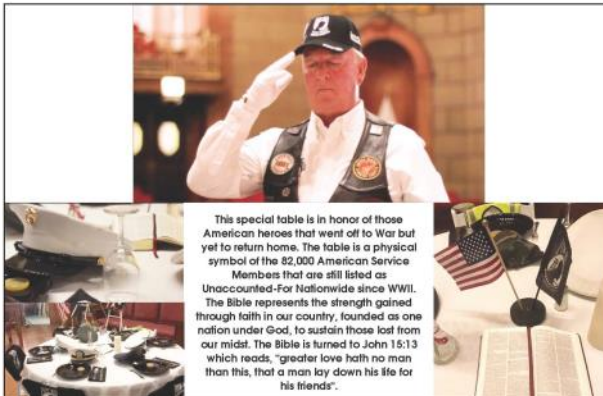 This special table is in honor of those
American heroes that went off to War but
yet to return home. The table is a physical
symbol of the 82,000 American Service
Members that are still listed as
Unaccounted-For Nationwide since WWII.
The Bible represents the strength gained
through faith in our country, founded as one
nation under God, to sustain those lost from
our midst. The Bible is turned to John 15:13
which reads, "greater love hath no man
than this, that a man lay down his life for
his friends".